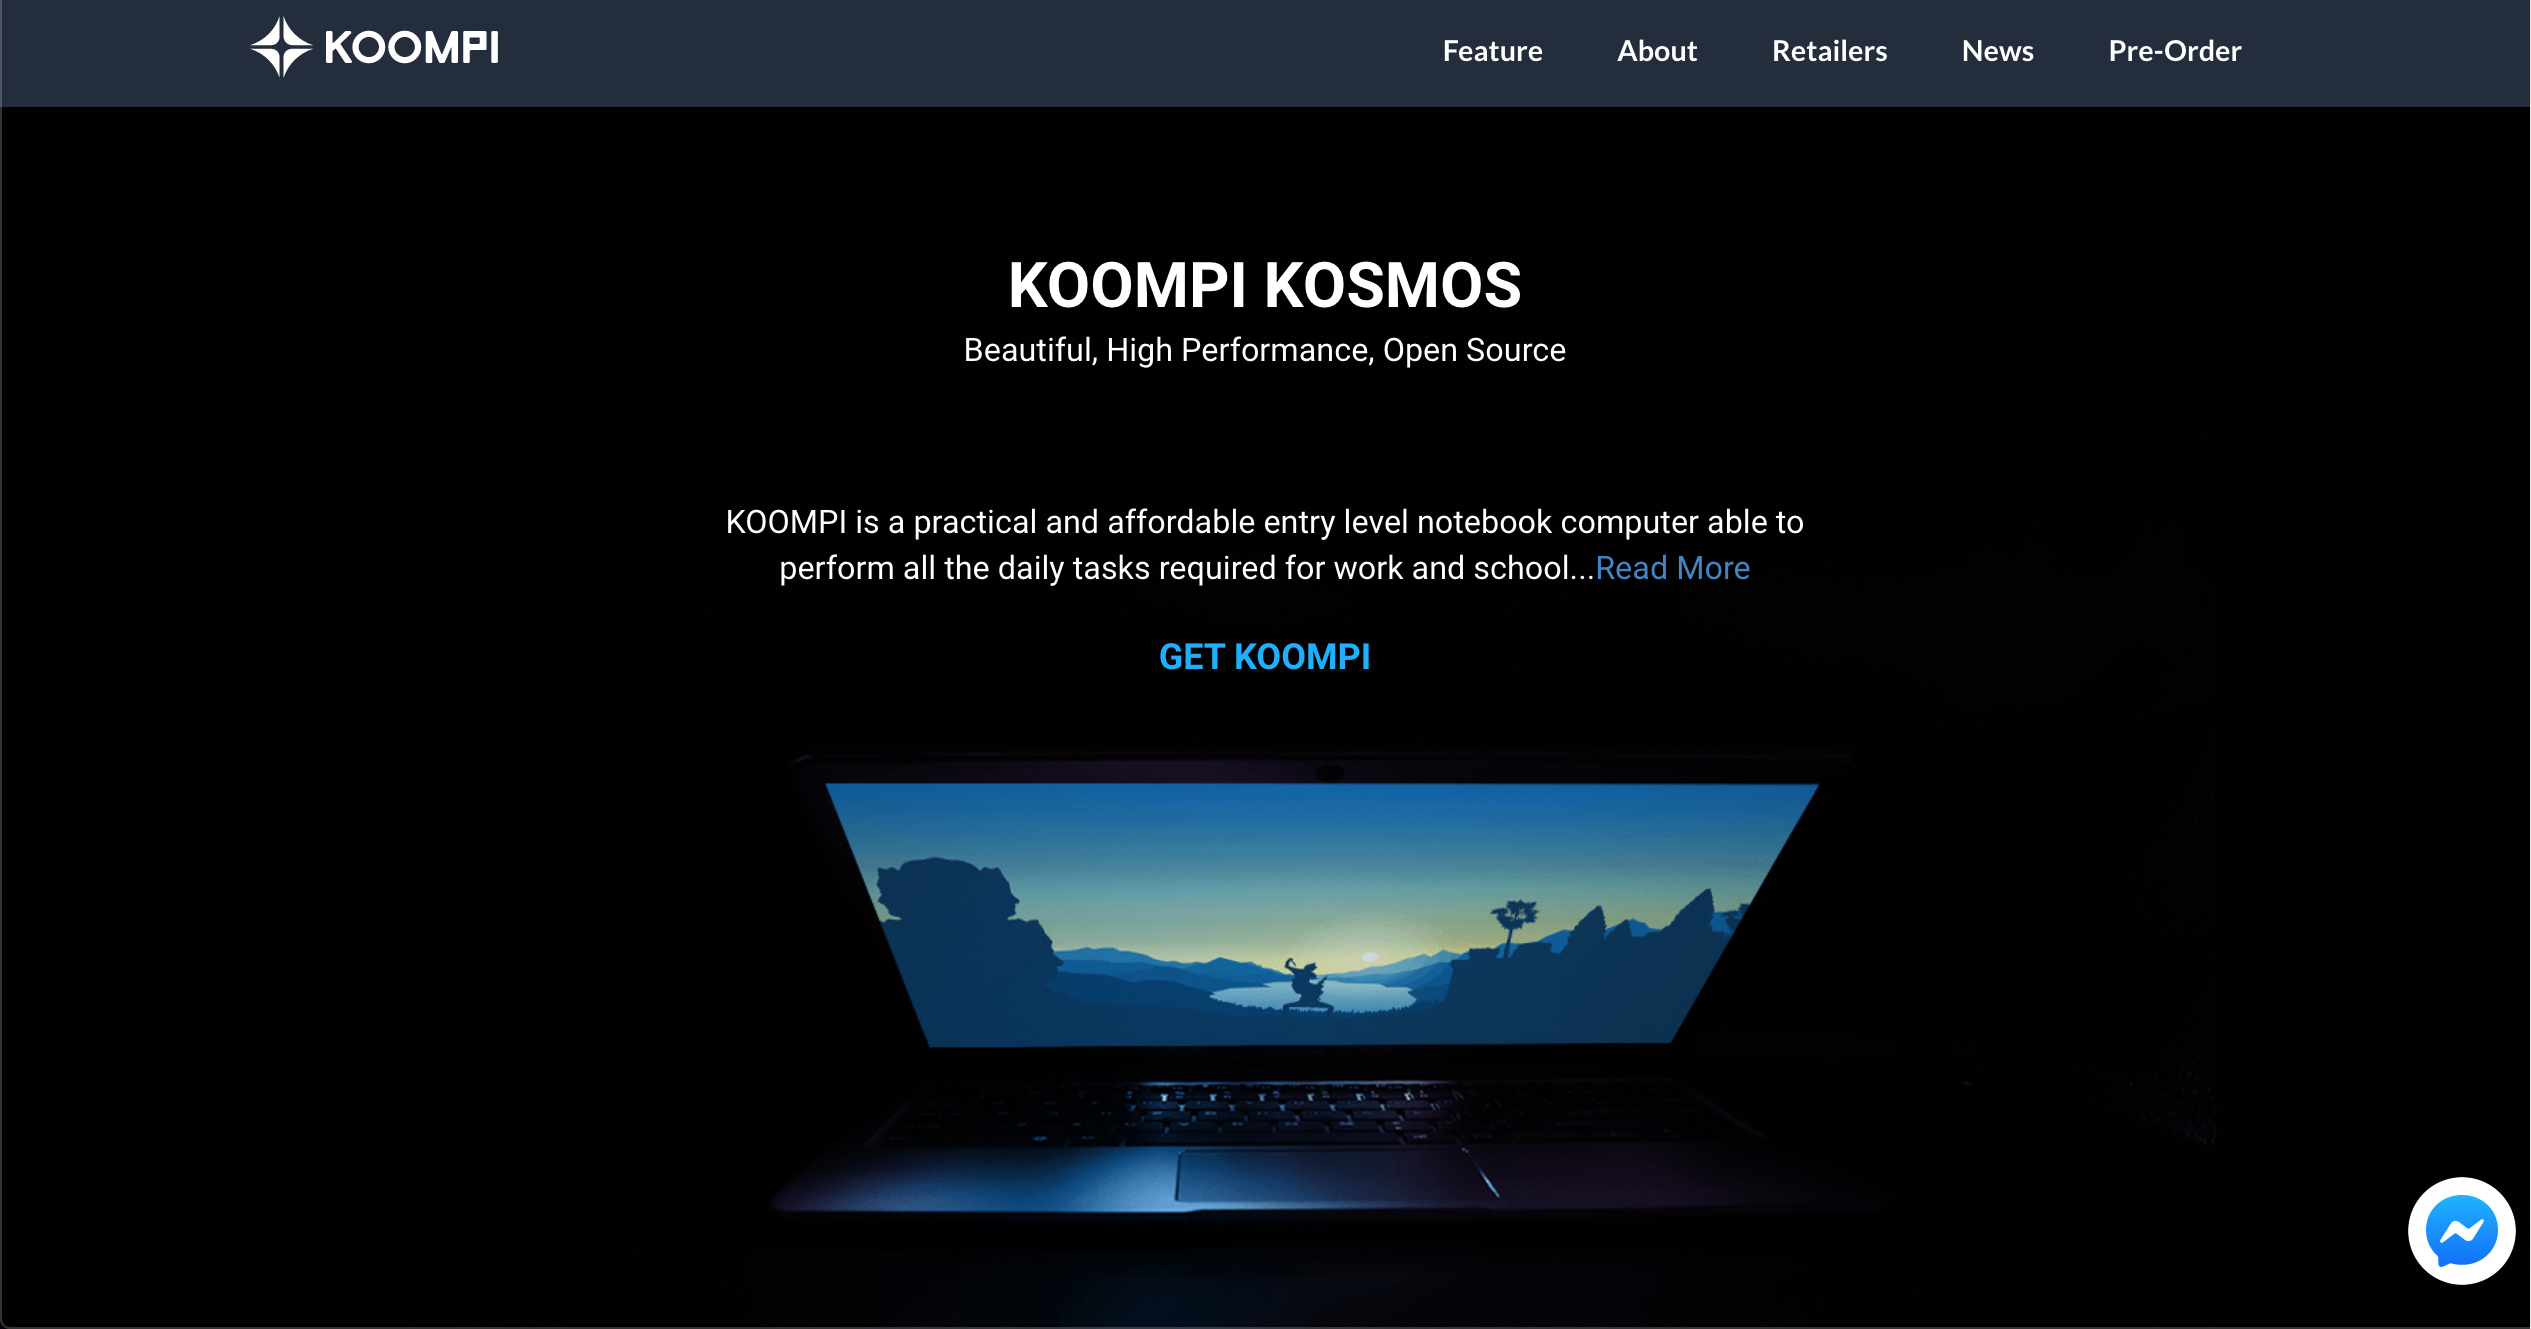 KOOMPI
Feature
About
Retailers
News
Pre-Order
KOOMPI KOSMOS
Beautiful, High Performance, Open Source
KOOMPI is a practical and affordable entry level notebook computer able to
perform all the daily tasks required for work and school...Read More
GET KOOMPI